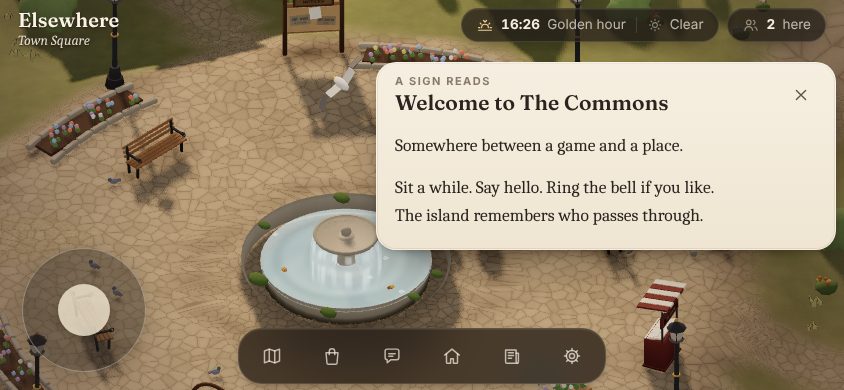 Elsewhere
Town Square
16:26 Golden hour Clear
2 here
A SIGN READS
Welcome to The Commons
Somewhere between a game and a place.
Sit a while. Say hello. Ring the bell if you like.
The island remembers who passes through.